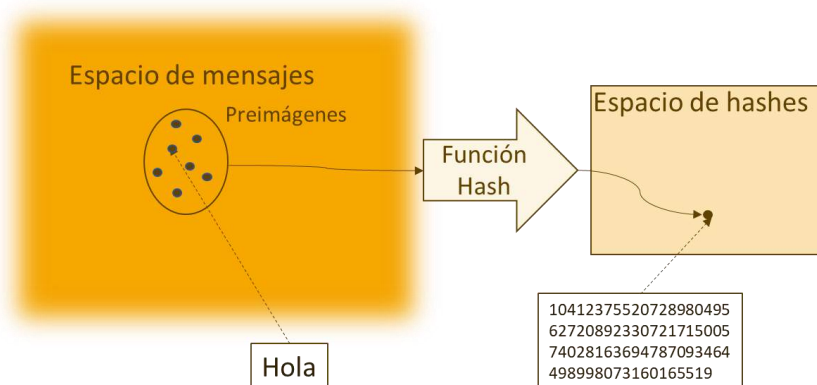 Espacio de mensajes
Preimágenes
Función
Hash
Espacio de hashes
Hola
10412375520728980495
62720892330721715005
74028163694787093464
498998073160165519